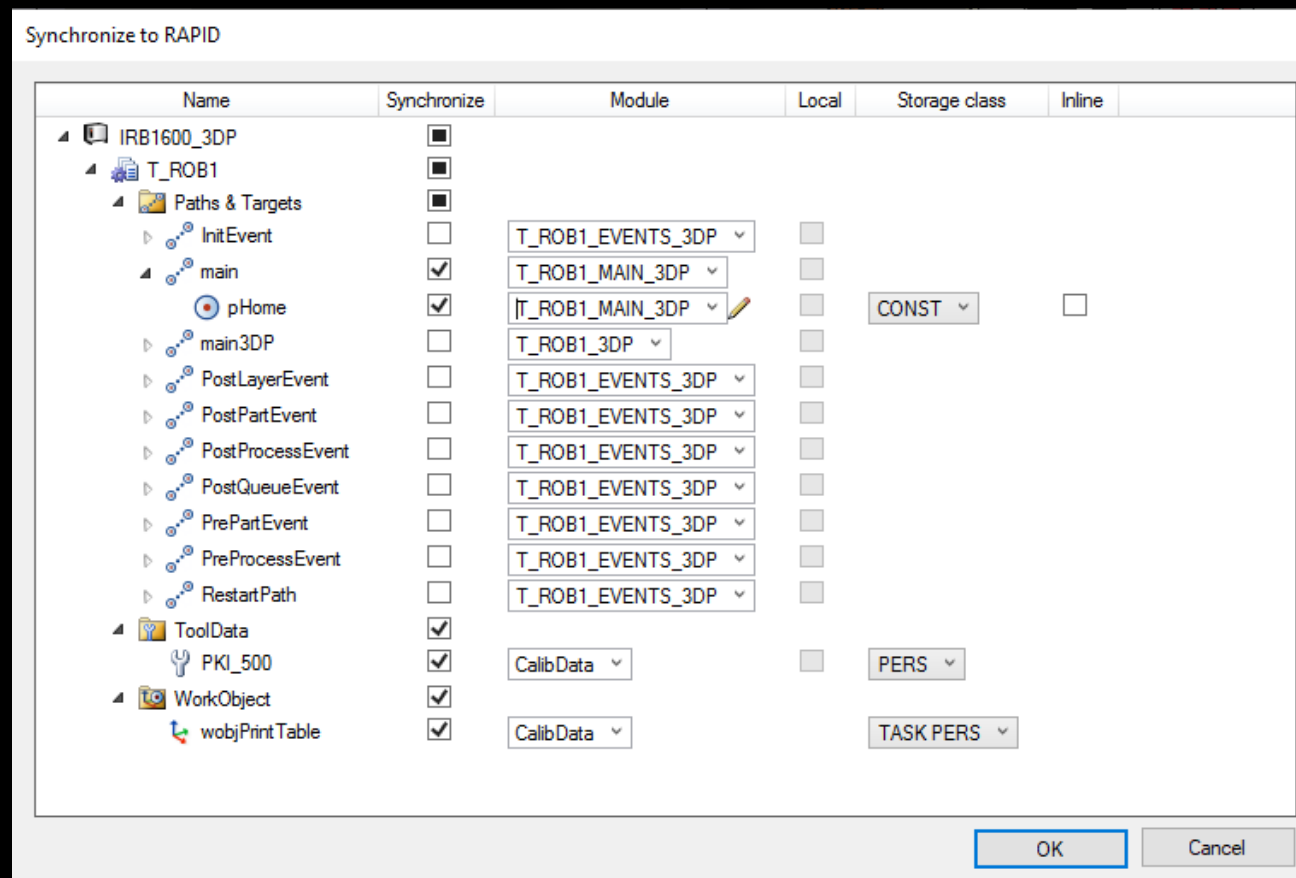 Synchronize to RAPID
Name Synchronize Module Local Storage class Inline
IRB1600_3DP
T_ROB1
Paths & Targets
InitEvent T_ROB1_EVENTS_3DP
main T_ROB1_MAIN_3DP
pHome T_ROB1_MAIN_3DP CONST
main3DP T_ROB1_3DP
PostLayerEvent T_ROB1_EVENTS_3DP
PostPartEvent T_ROB1_EVENTS_3DP
PostProcessEvent T_ROB1_EVENTS_3DP
PostQueueEvent T_ROB1_EVENTS_3DP
PrePartEvent T_ROB1_EVENTS_3DP
PreProcessEvent T_ROB1_EVENTS_3DP
RestartPath T_ROB1_EVENTS_3DP
ToolData
PKI_500 CalibData PERS
WorkObject
wobjPrintTable CalibData TASK PERS
OK Cancel